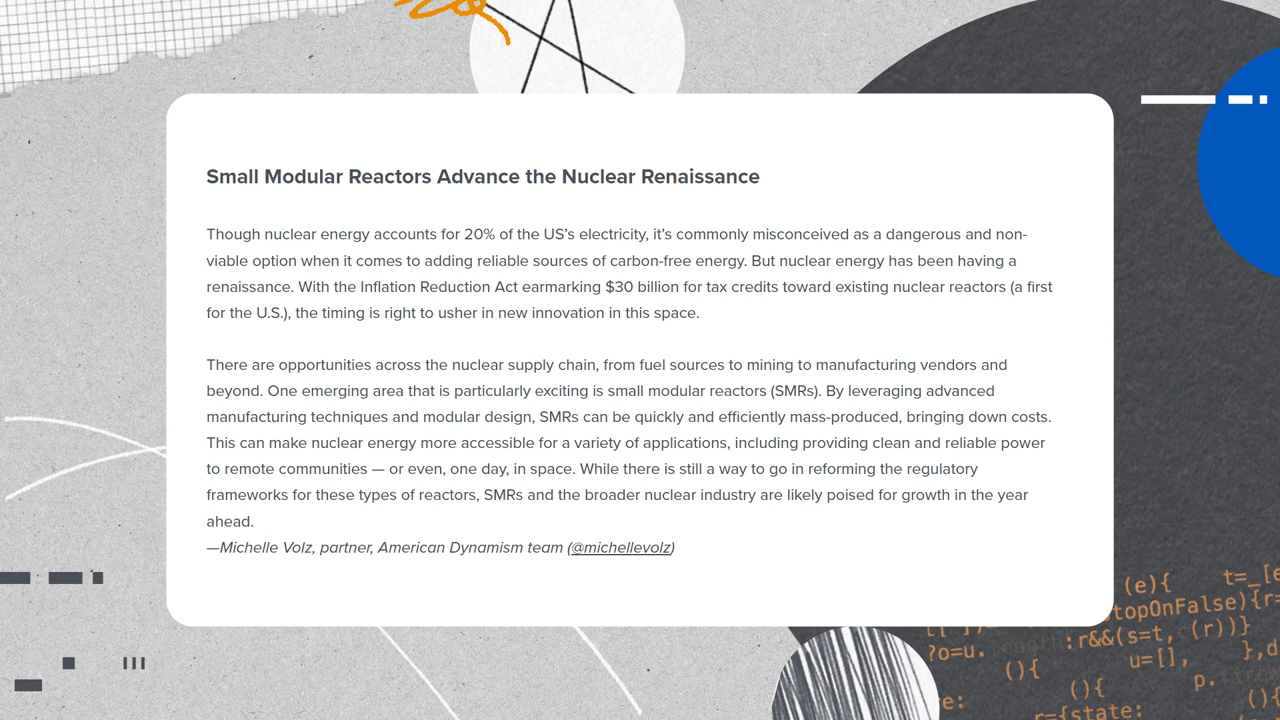 Small Modular Reactors Advance the Nuclear Renaissance
Though nuclear energy accounts for 20% of the US’s electricity, it’s commonly misconceived as a dangerous and non-
viable option when it comes to adding reliable sources of carbon-free energy. But nuclear energy has been having a
renaissance. With the Inflation Reduction Act earmarking $30 billion for tax credits toward existing nuclear reactors (a first
for the U.S.), the timing is right to usher in new innovation in this space.
There are opportunities across the nuclear supply chain, from fuel sources to mining to manufacturing vendors and
beyond. One emerging area that is particularly exciting is small modular reactors (SMRs). By leveraging advanced
manufacturing techniques and modular design, SMRs can be quickly and efficiently mass-produced, bringing down costs.
This can make nuclear energy more accessible for a variety of applications, including providing clean and reliable power
to remote communities — or even, one day, in space. While there is still a way to go in reforming the regulatory
frameworks for these types of reactors, SMRs and the broader nuclear industry are likely poised for growth in the year
ahead.
—Michelle Volz, partner, American Dynamism team (@michellevolz)
(e){ t=_[e
topOnFalse){r=
:r&&(s=t, (r))}
?o=u.
(){ u=[], },d
(){ p.
e: (){
r={state: